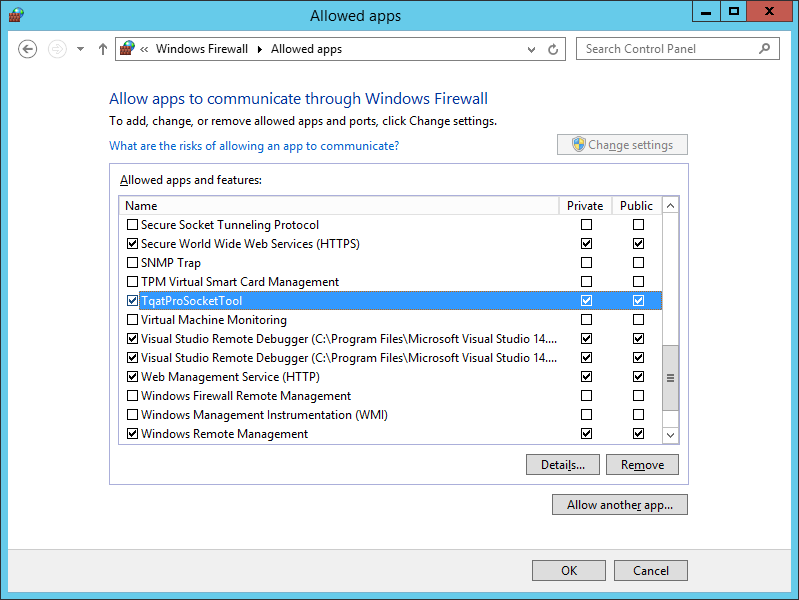 Allowed apps
« Windows Firewall ▸ Allowed apps
Search Control Panel
Allow apps to communicate through Windows Firewall
To add, change, or remove allowed apps and ports, click Change settings.
What are the risks of allowing an app to communicate?
Change settings
Allowed apps and features:
Name Private Public
Secure Socket Tunneling Protocol
Secure World Wide Web Services (HTTPS)
SNMP Trap
TPM Virtual Smart Card Management
TqatProSocketTool
Virtual Machine Monitoring
Visual Studio Remote Debugger (C:\Program Files\Microsoft Visual Studio 14....
Visual Studio Remote Debugger (C:\Program Files\Microsoft Visual Studio 14....
Web Management Service (HTTP)
Windows Firewall Remote Management
Windows Management Instrumentation (WMI)
Windows Remote Management
Details... Remove
Allow another app...
OK Cancel